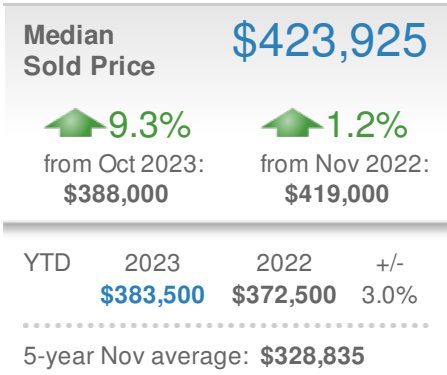 Median
Sold Price
$423,925
9.3%
from Oct 2023:
$388,000
1.2%
from Nov 2022:
$419,000
YTD 2023 2022 +/-
$383,500 $372,500 3.0%
5-year Nov average: $328,835